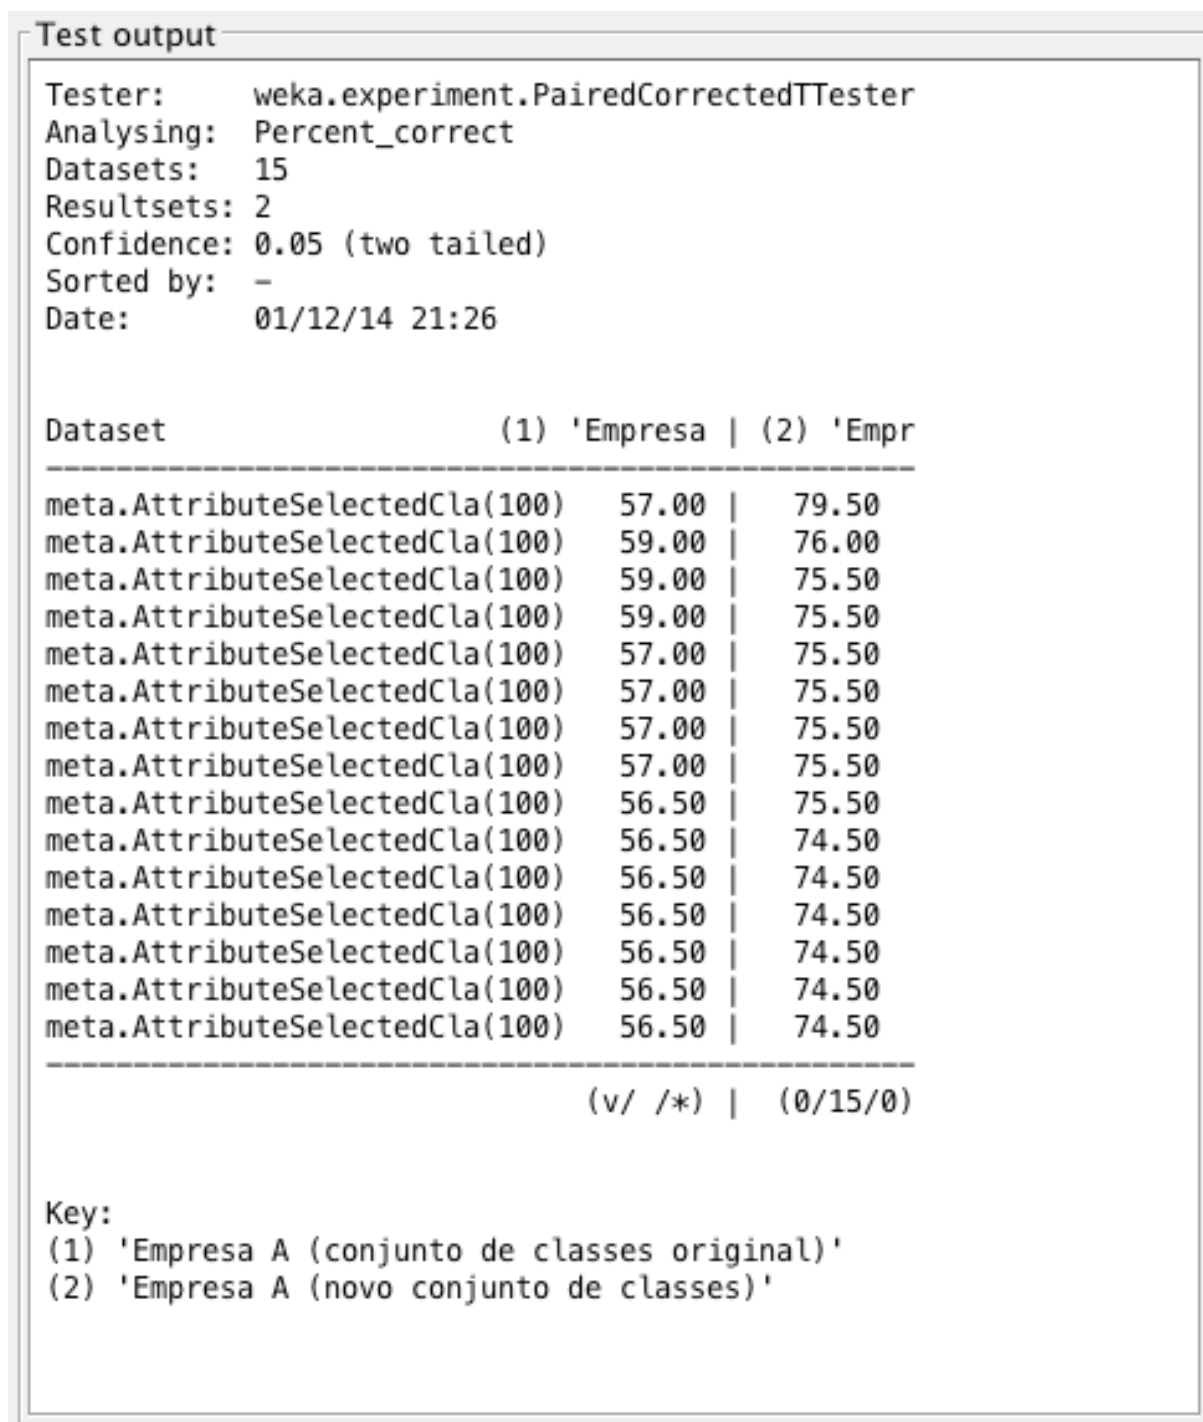 Test output
Tester:     weka.experiment.PairedCorrectedTTester
Analysing:  Percent_correct
Datasets:   15
Resultsets: 2
Confidence: 0.05 (two tailed)
Sorted by:  -
Date:       01/12/14 21:26
Dataset                   (1) 'Empresa | (2) 'Empr
--------------------------------------------------
meta.AttributeSelectedCla(100)   57.00 |   79.50
meta.AttributeSelectedCla(100)   59.00 |   76.00
meta.AttributeSelectedCla(100)   59.00 |   75.50
meta.AttributeSelectedCla(100)   59.00 |   75.50
meta.AttributeSelectedCla(100)   57.00 |   75.50
meta.AttributeSelectedCla(100)   57.00 |   75.50
meta.AttributeSelectedCla(100)   57.00 |   75.50
meta.AttributeSelectedCla(100)   57.00 |   75.50
meta.AttributeSelectedCla(100)   56.50 |   75.50
meta.AttributeSelectedCla(100)   56.50 |   74.50
meta.AttributeSelectedCla(100)   56.50 |   74.50
meta.AttributeSelectedCla(100)   56.50 |   74.50
meta.AttributeSelectedCla(100)   56.50 |   74.50
meta.AttributeSelectedCla(100)   56.50 |   74.50
meta.AttributeSelectedCla(100)   56.50 |   74.50
--------------------------------------------------
(v/ /*) |  (0/15/0)
Key:
(1) 'Empresa A (conjunto de classes original)'
(2) 'Empresa A (novo conjunto de classes)'